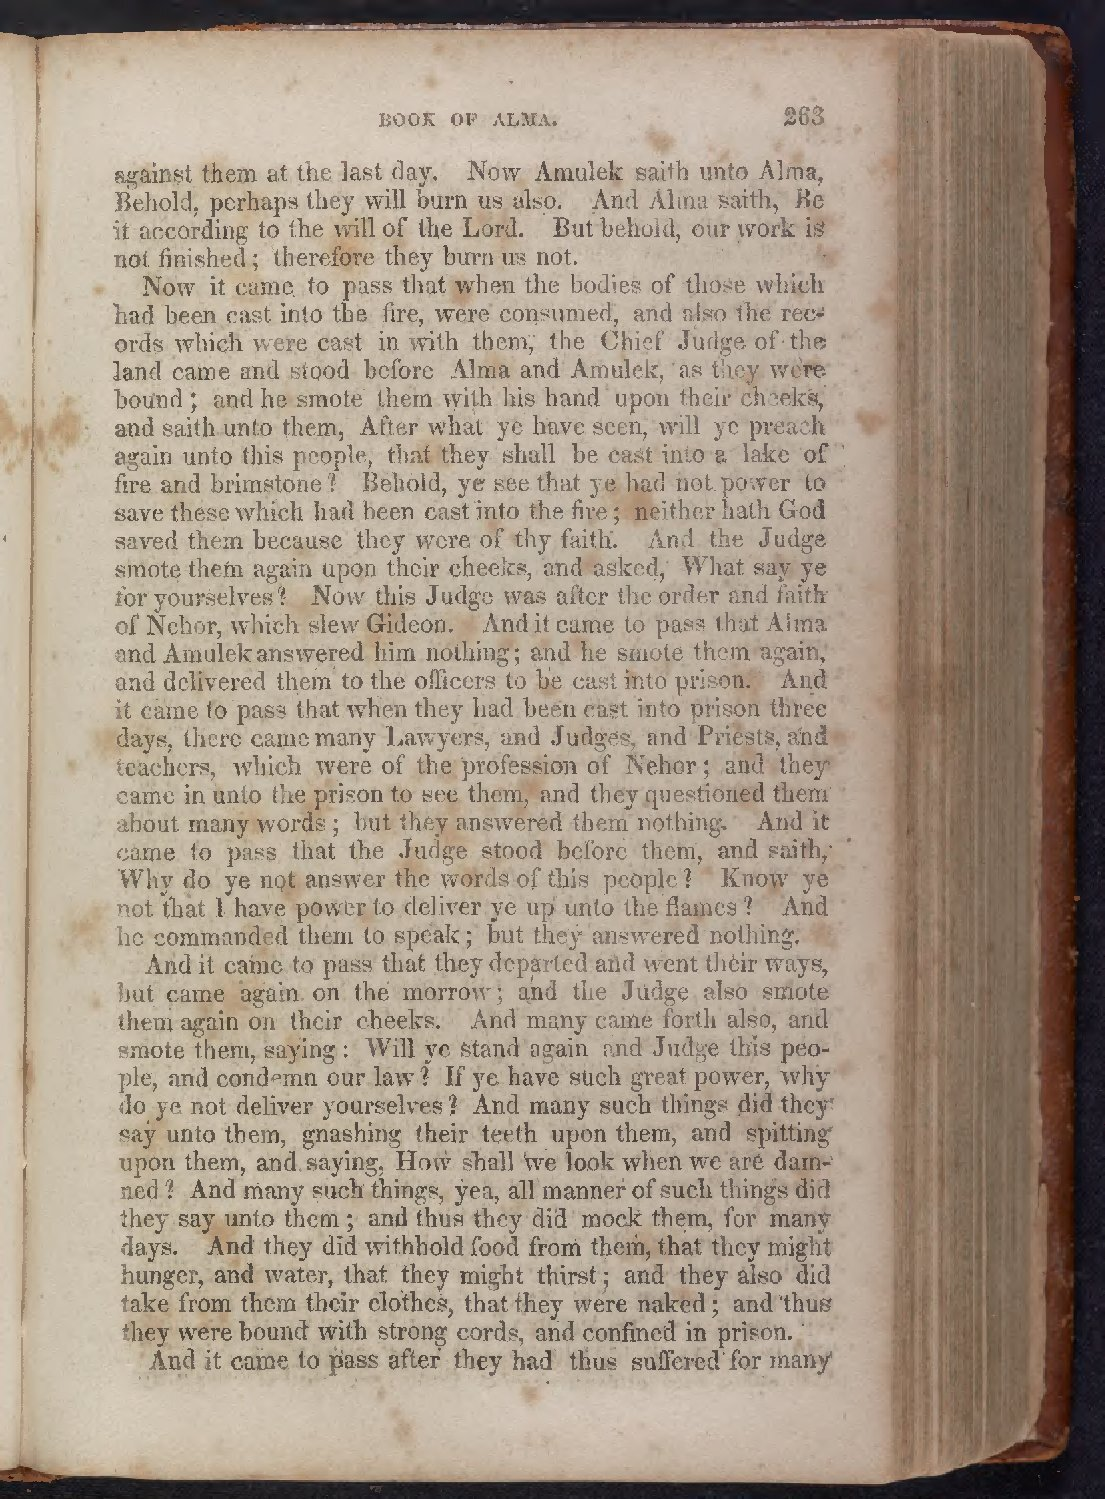 BOOK OF ALMA. 263
against them at the last day. Now Amulek saith unto Alma,
Behold, perhaps they will burn us also. And Alma saith, Be
it according to the will of the Lord. But behold, our work is
not finished; therefore they burn us not.
Now it came to pass that when the bodies of those which
had been cast into the fire, were consumed, and also the rec-
ords which were cast in with them, the Chief Judge of the
land came and stood before Alma and Amulek, as they were
bound; and he smote them with his hand upon their cheeks,
and saith unto them, After what ye have seen, will ye preach
again unto this people, that they shall be cast into a lake of
fire and brimstone? Behold, ye see that ye had not power to
save these which had been cast into the fire; neither hath God
saved them because they were of thy faith. And the Judge
smote them again upon their cheeks, and asked, What say ye
for yourselves? Now this Judge was after the order and faith
of Nehor, which slew Gideon. And it came to pass that Alma
and Amulek answered him nothing; and he smote them again,
and delivered them to the officers to be cast into prison. And
it came to pass that when they had been cast into prison three
days, there came many Lawyers, and Judges, and Priests, and
teachers, which were of the profession of Nehor; and they
came in unto the prison to see them, and they questioned them
about many words; but they answered them nothing. And it
came to pass that the Judge stood before them, and saith,
Why do ye not answer the words of this people? Know ye
not that I have power to deliver ye up unto the flames? And
he commanded them to speak; but they answered nothing.
And it came to pass that they departed and went their ways,
but came again on the morrow; and the Judge also smote
them again on their cheeks. And many came forth also, and
smote them, saying: Will ye stand again and Judge this peo-
ple, and condemn our law? If ye have such great power, why
do ye not deliver yourselves? And many such things did they
say unto them, gnashing their teeth upon them, and spitting
upon them, and saying, How shall we look when we are dam-
ned? And many such things, yea, all manner of such things did
they say unto them; and thus they did mock them, for many
days. And they did withhold food from them, that they might
hunger, and water, that they might thirst; and they also did
take from them their clothes, that they were naked; and thus
they were bound with strong cords, and confined in prison.
And it came to pass after they had thus suffered for many